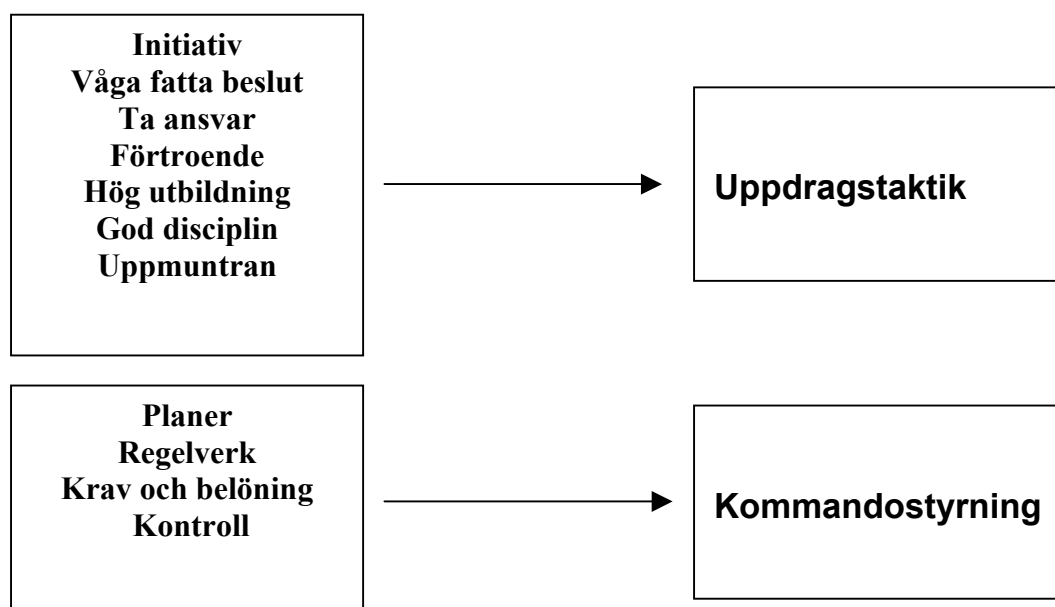 Initiativ
Våga fatta beslut
Ta ansvar
Förtroende
Hög utbildning
God disciplin
Uppmuntran
Uppdragstaktik
Planer
Regelverk
Krav och belöning
Kontroll
Kommandostyrning